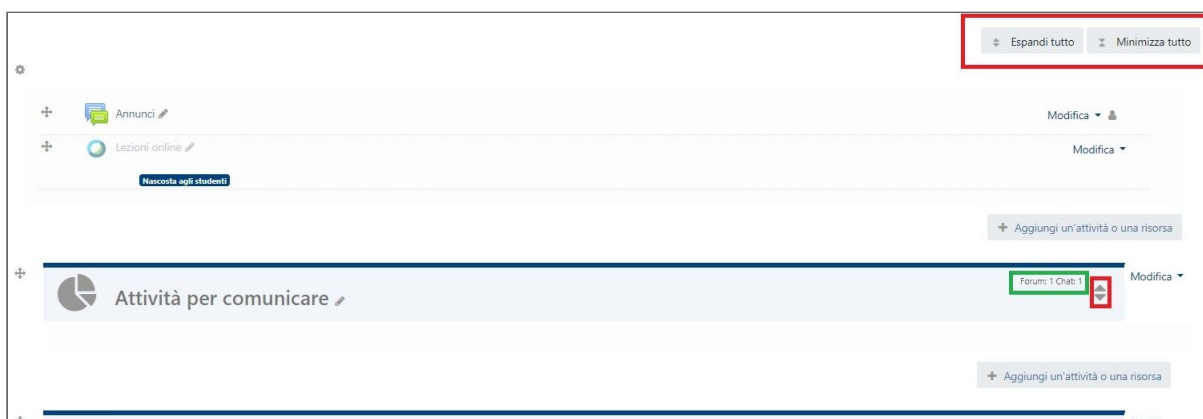 Espandi tutto Minimizza tutto
Annunci Modifica
Lezioni online Modifica
Nascosta agli studenti
Aggiungi un'attività o una risorsa
Attività per comunicare Forum: 1 Chat: 1 Modifica
Aggiungi un'attività o una risorsa